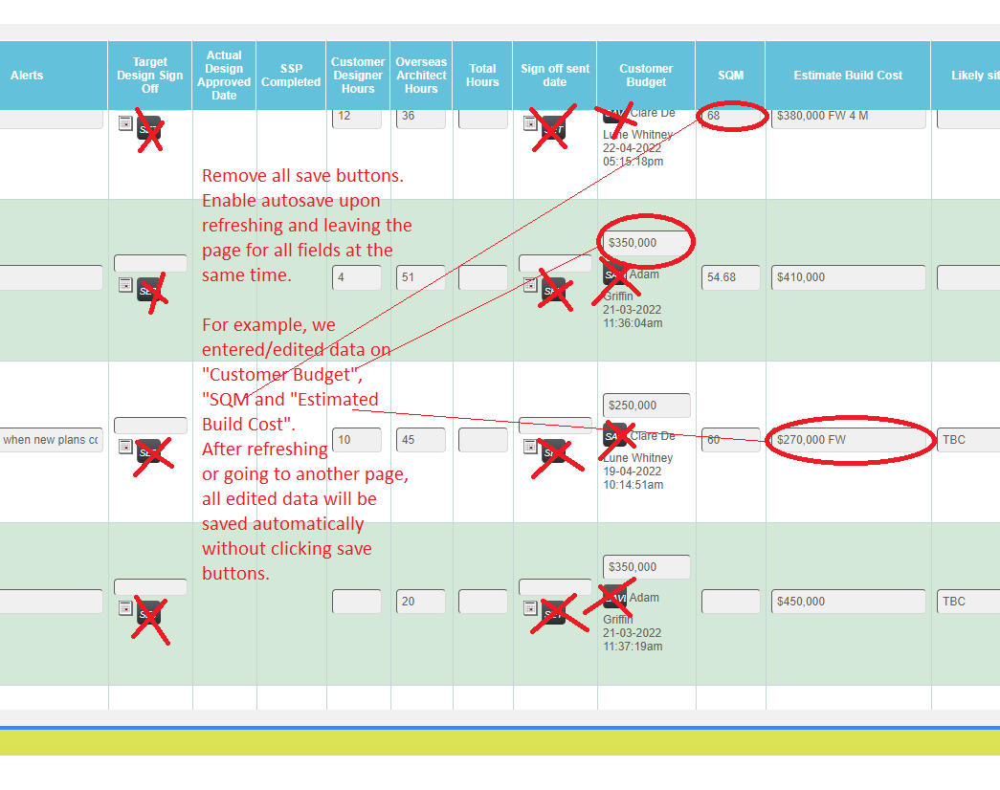 Alerts
Target
Design Sign
Off
Actual
Design
Approved
Date
SSP
Completed
Customer
Designer
Hours
Overseas
Architect
Hours
Total
Hours
Sign off sent
date
Customer
Budget
SQM
Estimate Build Cost
Likely sit
12
36
Clare De
Lune Whitney
22-04-2022
05:15:18pm
68
$380,000 FW 4 M
Remove all save buttons.
Enable autosave upon
refreshing and leaving the
page for all fields at the
same time.
For example, we
entered/edited data on
"Customer Budget",
"SQM and "Estimated
Build Cost".
After refreshing
or going to another page,
all edited data will be
saved automatically
without clicking save
buttons.
4
51
$350,000
Adam
Griffin
21-03-2022
11:36:04am
54.68
$410,000
when new plans cc
10
45
$250,000
Clare De
Lune Whitney
19-04-2022
10:14:51am
60
$270,000 FW
TBC
20
$350,000
Adam
Griffin
21-03-2022
11:37:19am
$450,000
TBC